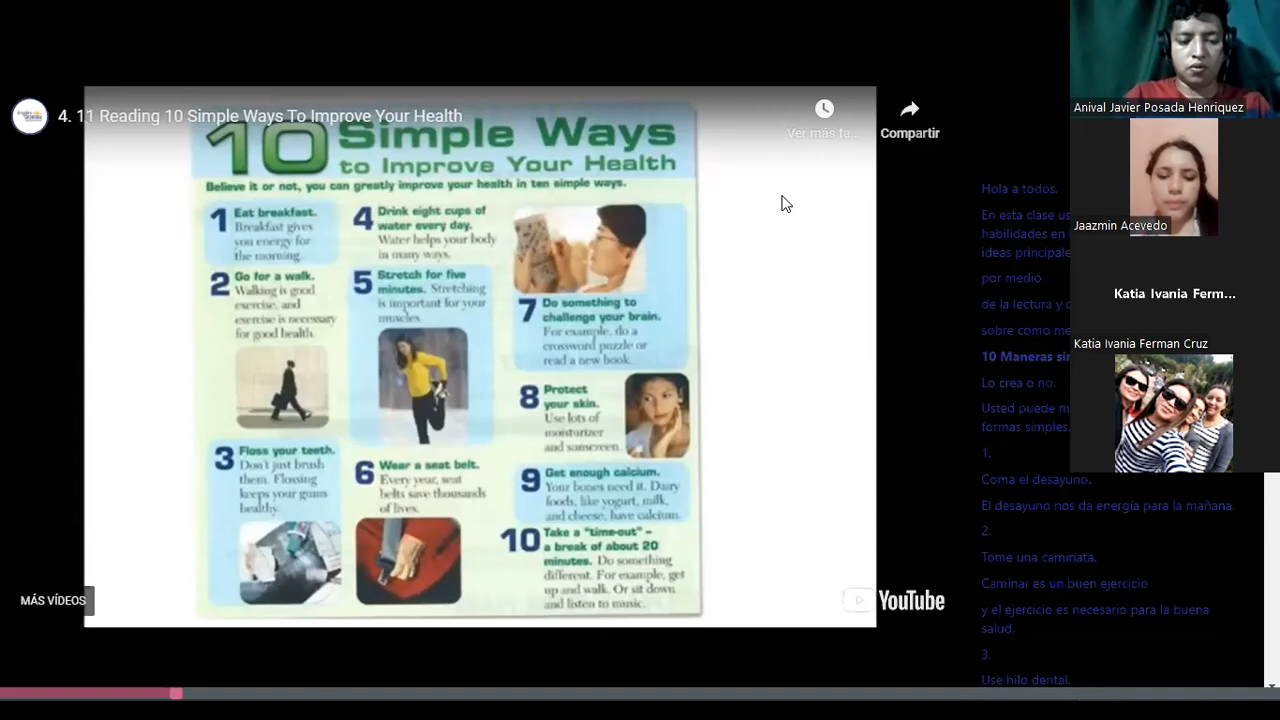 4. 11 Reading 10 Simple Ways To Improve Your Health
Ver más ta...
Compartir
10 Simple Ways
to Improve Your Health
Believe it or not, you can greatly improve your health in ten simple ways.
1 Eat breakfast.
Breakfast gives
you energy for
the morning.
2 Go for a walk.
Walking is good
exercise, and
exercise is necessary
for good health.
3 Floss your teeth.
Don't just brush
them. Flossing
keeps your gums
healthy.
4 Drink eight cups of
water every day.
Water helps your body
in many ways.
5 Stretch for five
minutes. Stretching
is important for your
muscles.
6 Wear a seat belt.
Every year, seat
belts save thousands
of lives.
7 Do something to
challenge your brain.
For example, do a
crossword puzzle or
read a new book.
8 Protect
your skin.
Use lots of
moisturizer
and sunscreen.
9 Get enough calcium.
Your bones need it. Dairy
foods, like yogurt, milk,
and cheese, have calcium.
10 Take a "time-out" –
a break of about 20
minutes. Do something
different. For example, get
up and walk. Or sit down
and listen to music.
MÁS VÍDEOS
YouTube
Anival Javier Posada Henriquez
Jaazmin Acevedo
Katia Ivania Ferm...
Katia Ivania Ferman Cruz
Hola a todos.
En esta clase us
habilidades en
ideas principale
por medio
de la lectura y
sobre como me
10 Maneras si
Lo crea o no.
Usted puede m
formas simples.
1.
Coma el desayuno.
El desayuno nos da energía para la mañana.
2.
Tome una caminata.
Caminar es un buen ejercicio
y el ejercicio es necesario para la buena
salud.
3.
Use hilo dental.